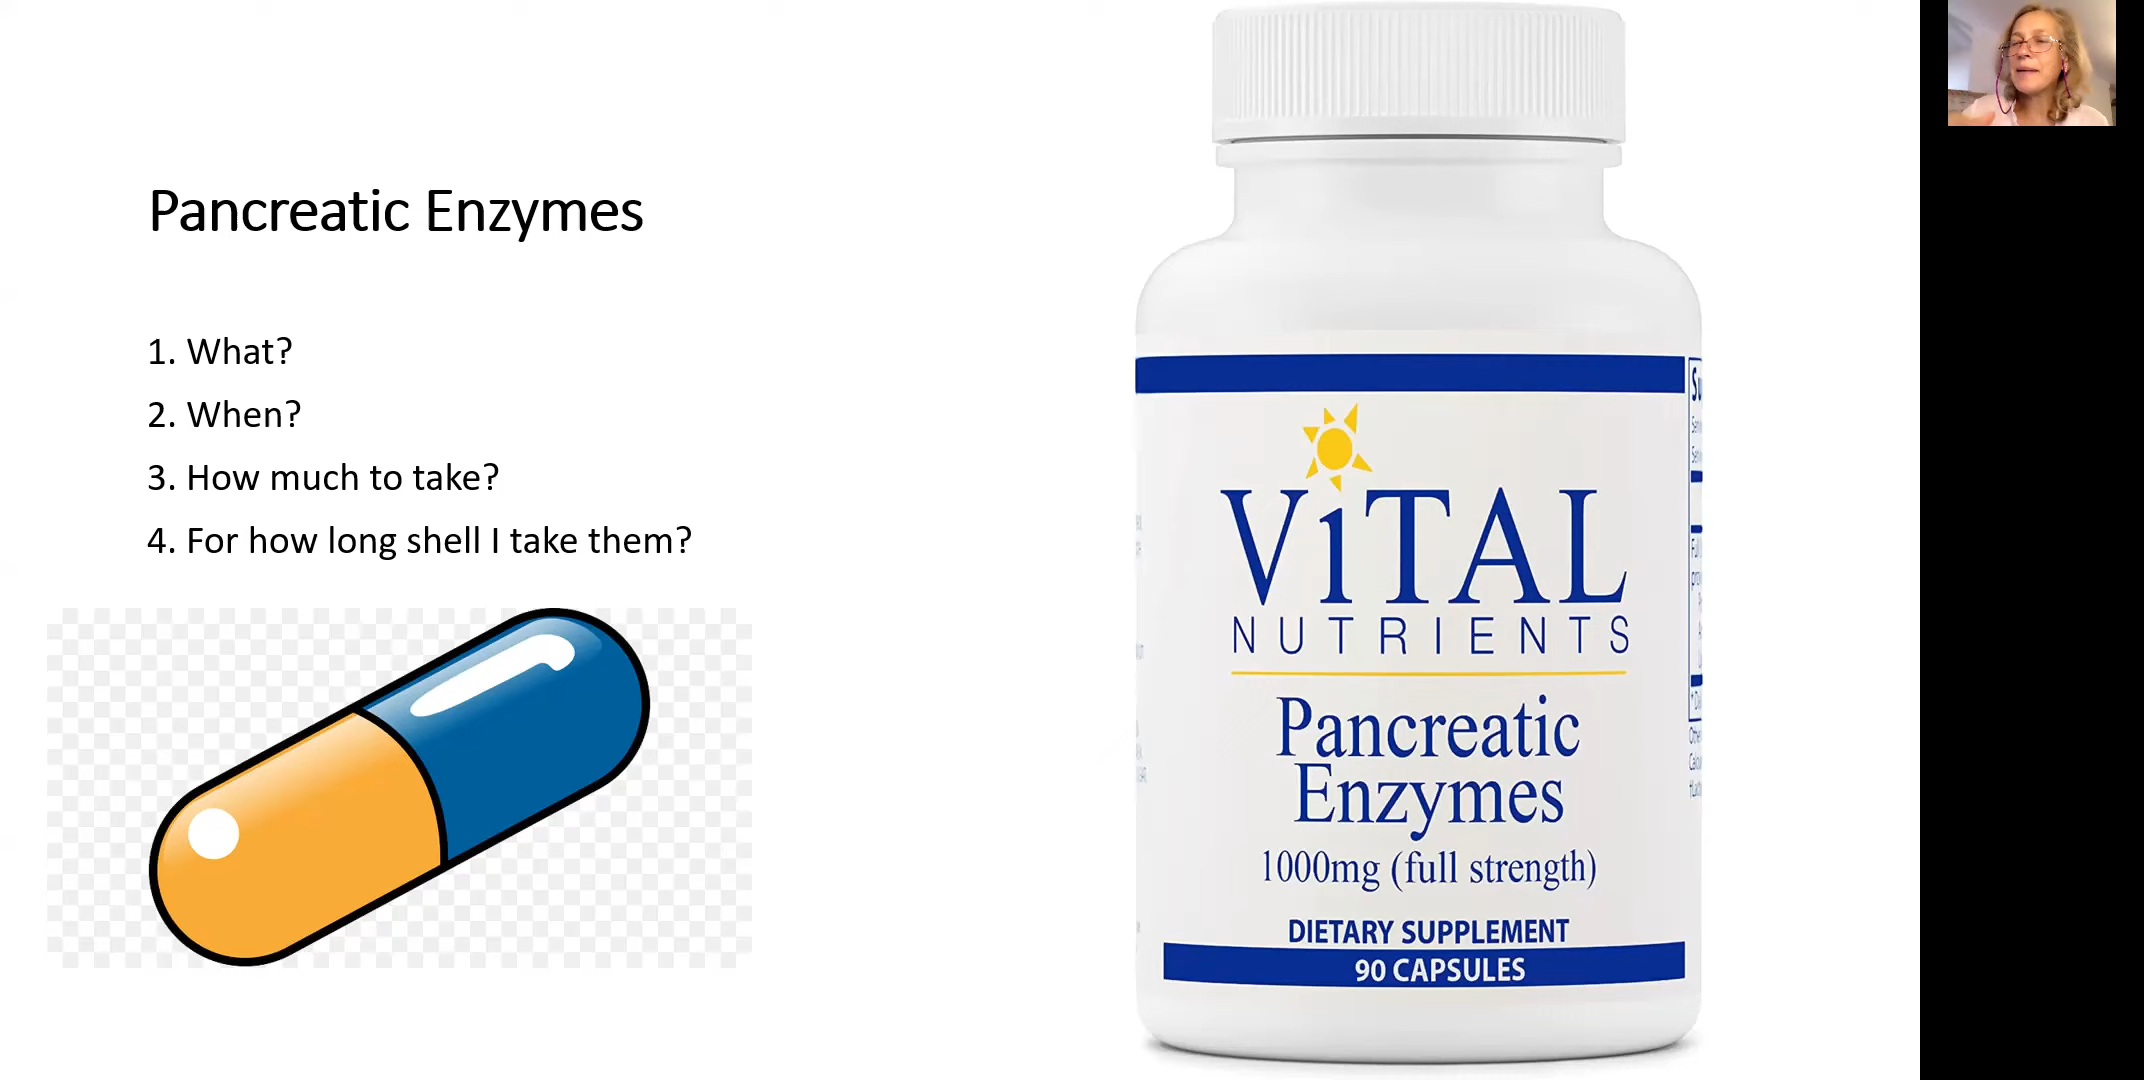 Pancreatic Enzymes
1. What?
2. When?
3. How much to take?
4. For how long shell I take them?
ViTAL
NUTRIENTS
Pancreatic
Enzymes
1000mg (full strength)
DIETARY SUPPLEMENT
90 CAPSULES